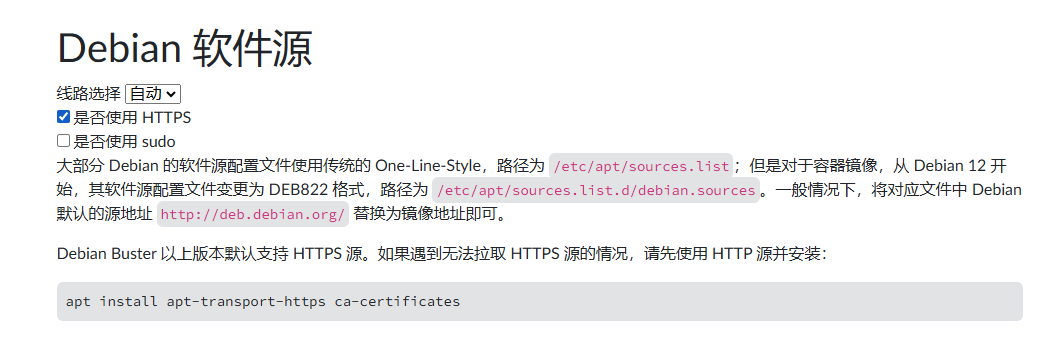 Debian 软件源
线路选择 自动
是否使用 HTTPS
是否使用 sudo
大部分 Debian 的软件源配置文件使用传统的 One-Line-Style，路径为 /etc/apt/sources.list；但是对于容器镜像，从 Debian 12 开
始，其软件源配置文件变更为 DEB822 格式，路径为 /etc/apt/sources.list.d/debian.sources。一般情况下，将对应文件中 Debian
默认的源地址 http://deb.debian.org/ 替换为镜像地址即可。
Debian Buster 以上版本默认支持 HTTPS 源。如果遇到无法拉取 HTTPS 源的情况，请先使用 HTTP 源并安装：
apt install apt-transport-https ca-certificates